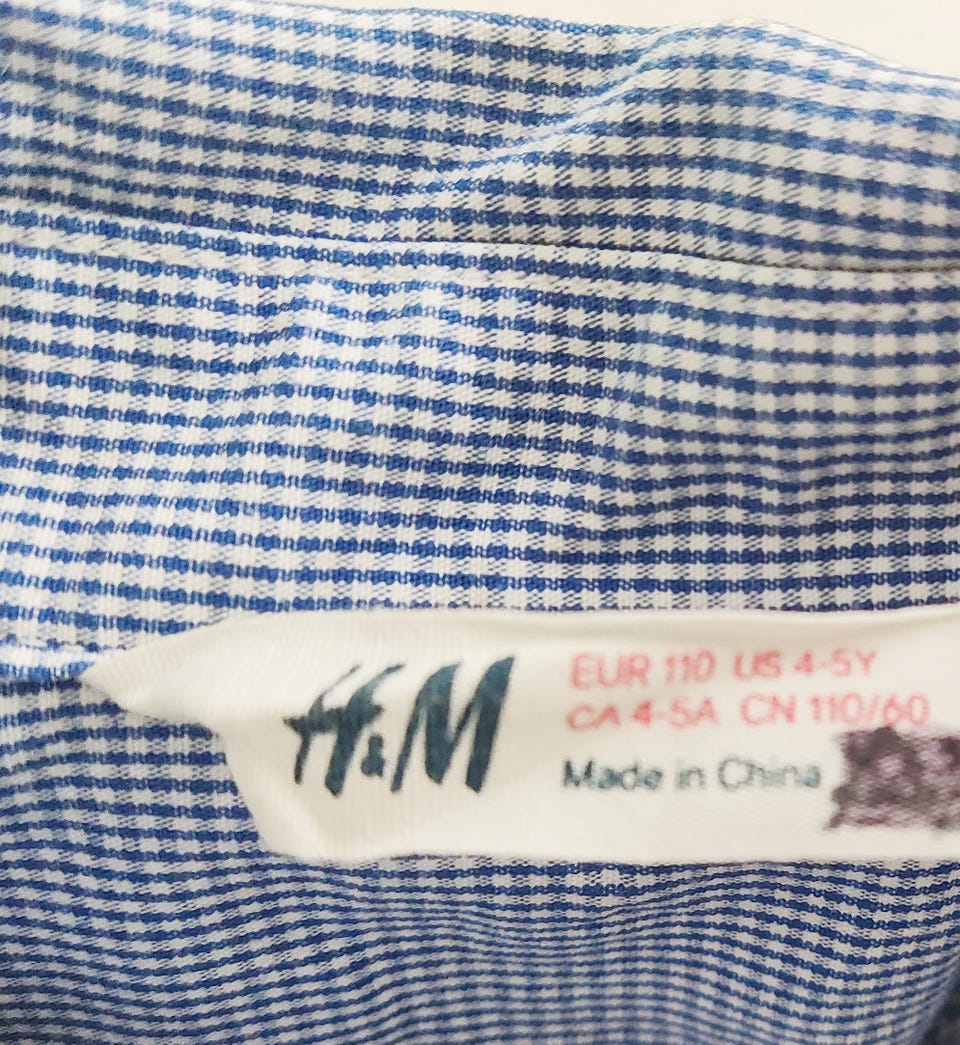 H&M
EUR 110 US 4-5Y
CA 4-5A CN 110/60
Made in China